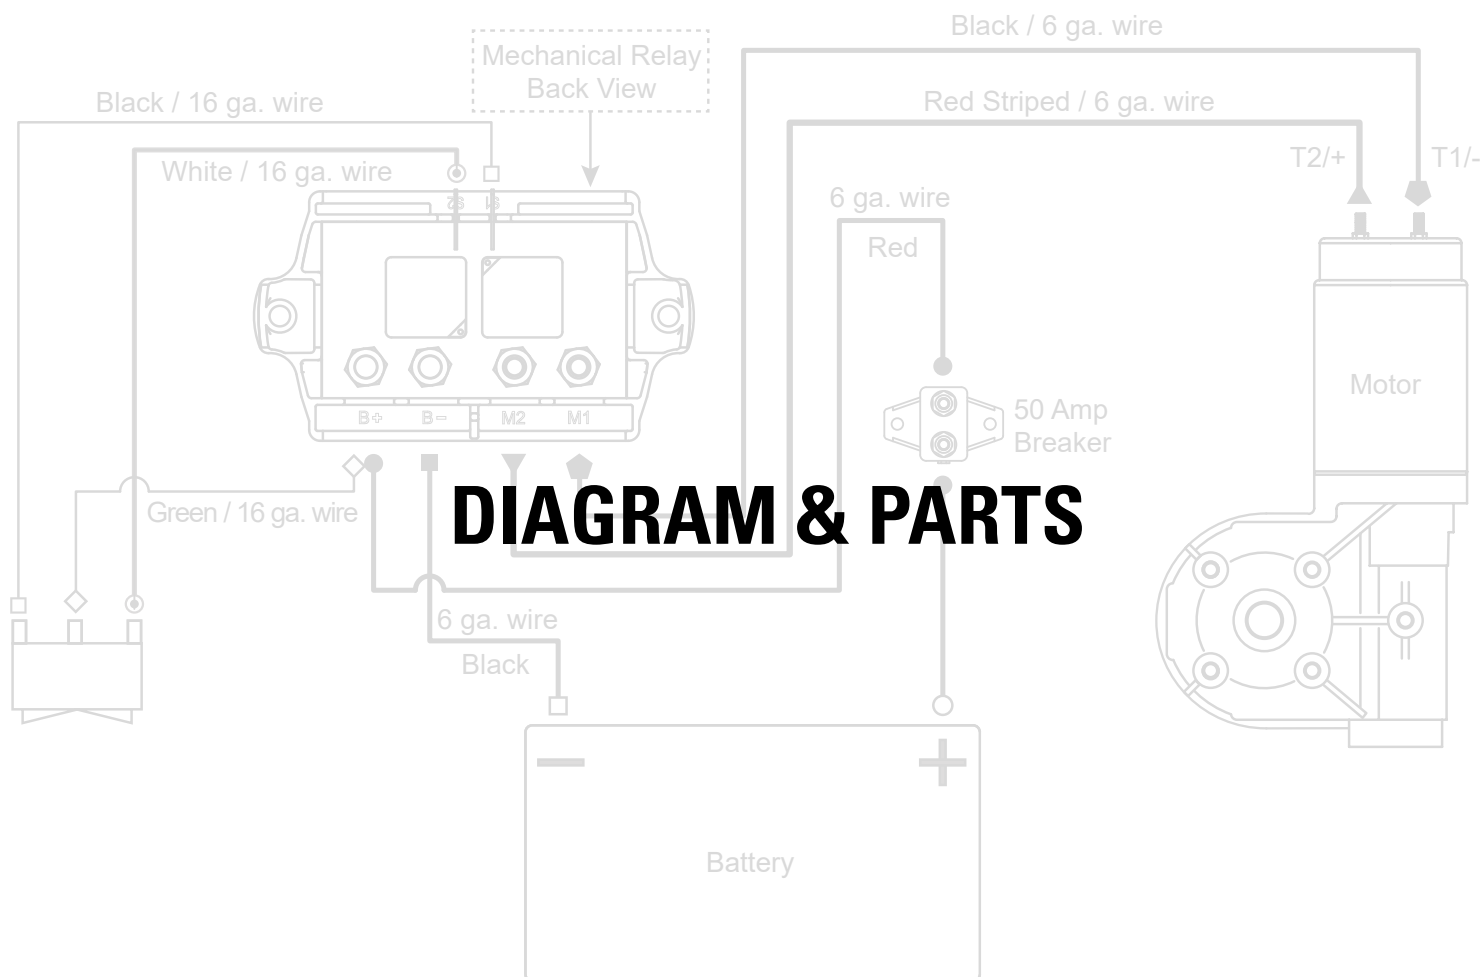 Black / 6 ga. wire
Mechanical Relay
Back View
Black / 16 ga. wire
Red Striped / 6 ga. wire
White / 16 ga. wire
T2/+
T1/-
S2
S1
6 ga. wire
Red
Motor
50 Amp
Breaker
B+
B-
M2
M1
Green / 16 ga. wire
DIAGRAM & PARTS
6 ga. wire
Black
Battery